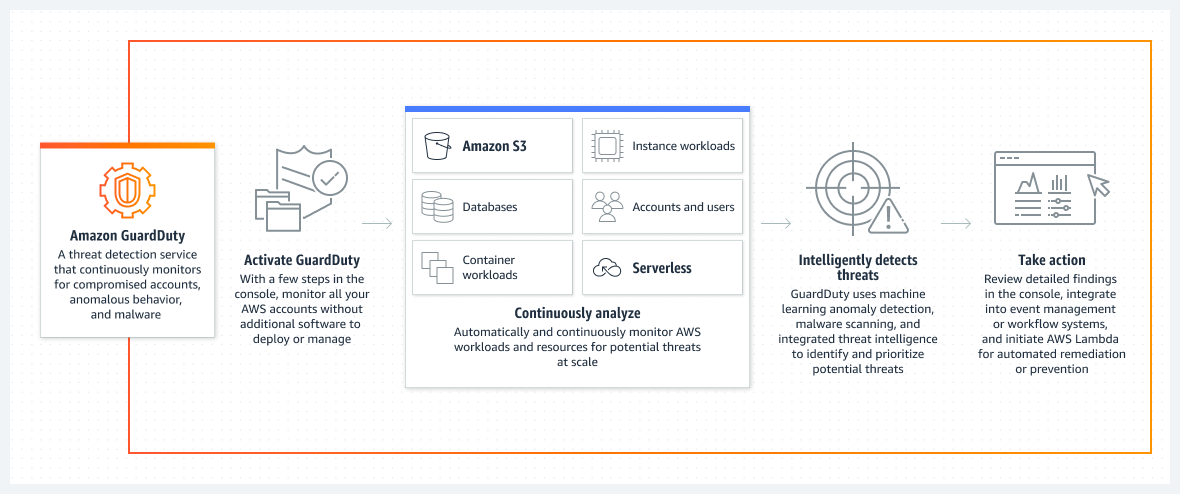 Amazon GuardDuty
A threat detection service
that continuously monitors
for compromised accounts,
anomalous behavior,
and malware
Activate GuardDuty
With a few steps in the
console, monitor all your
AWS accounts without
additional software to
deploy or manage
Amazon S3
Instance workloads
Databases
Accounts and users
Container
workloads
Serverless
Continuously analyze
Automatically and continuously monitor AWS
workloads and resources for potential threats
at scale
Intelligently detects
threats
GuardDuty uses machine
learning anomaly detection,
malware scanning, and
integrated threat intelligence
to identify and prioritize
potential threats
Take action
Review detailed findings
in the console, integrate
into event management
or workflow systems,
and initiate AWS Lambda
for automated remediation
or prevention